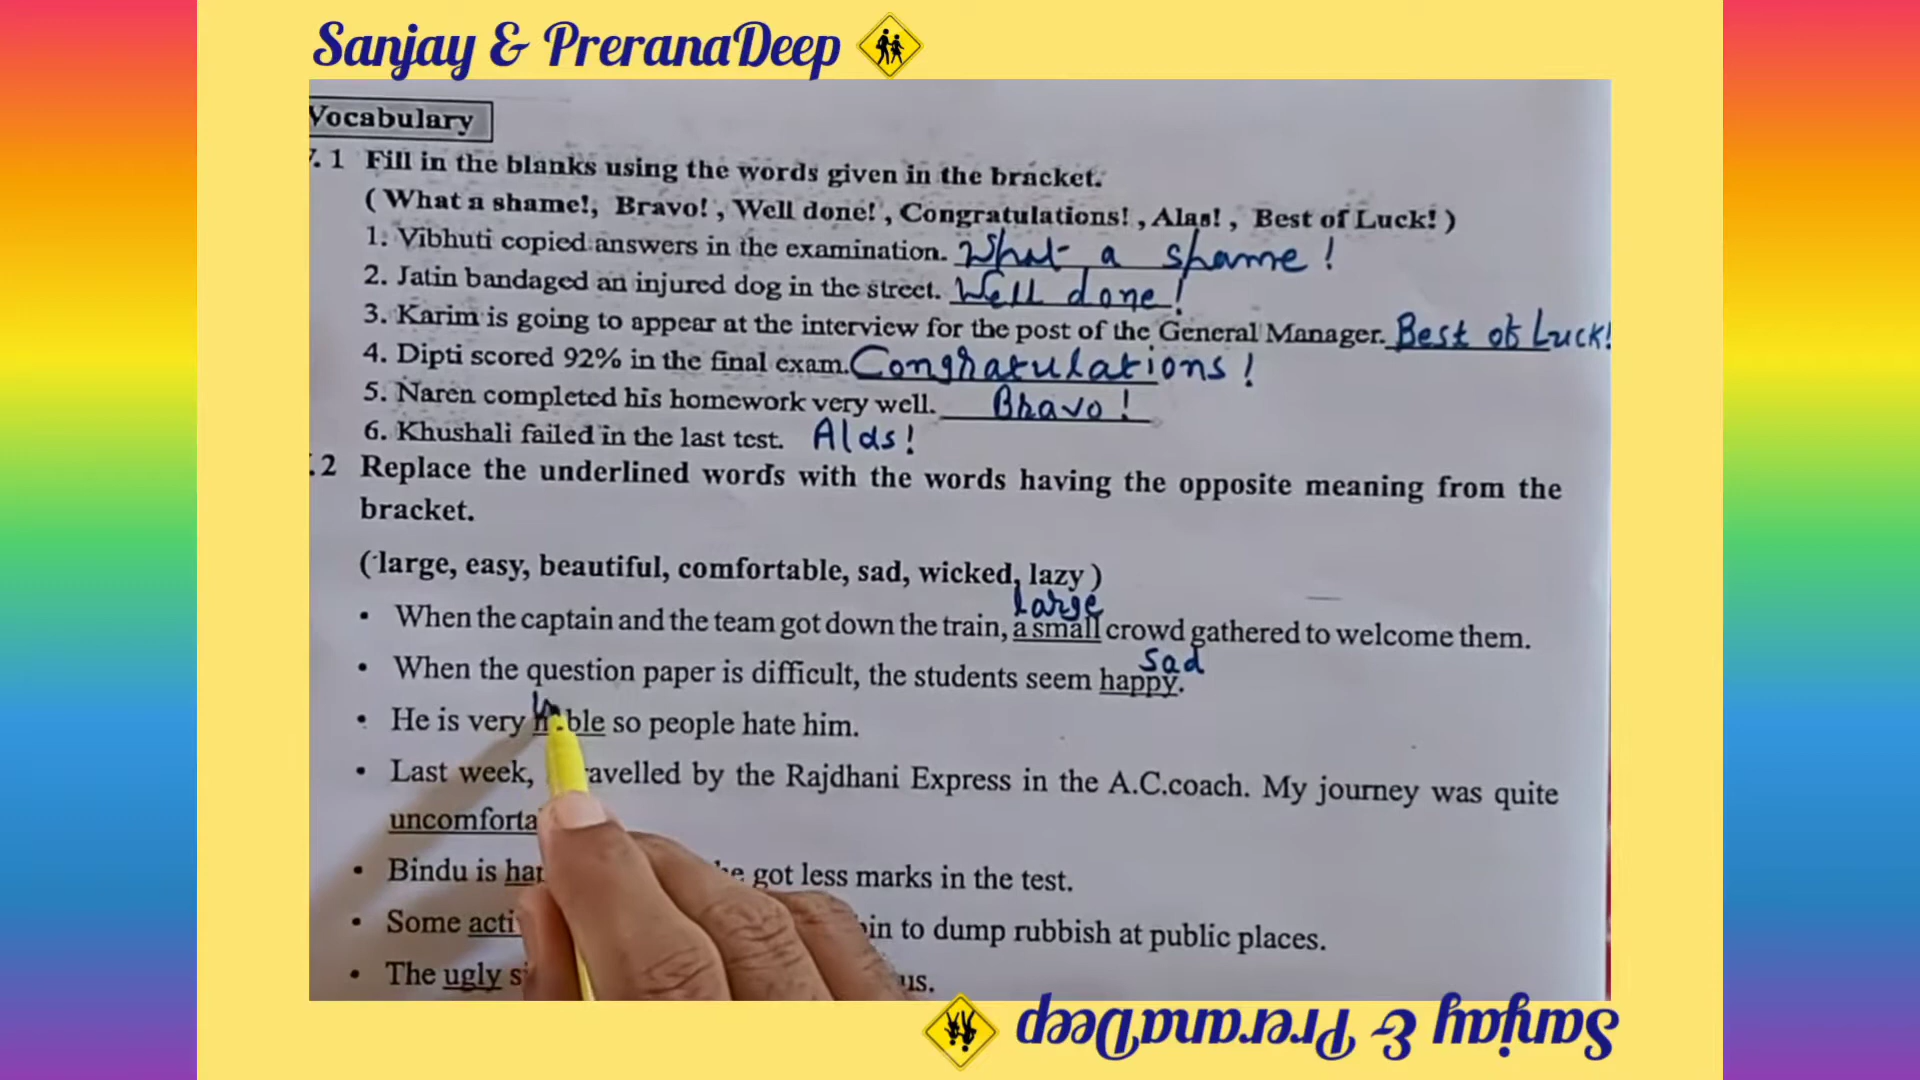 Sanjay & PreranaDeep
Vocabulary
. 1 Fill in the blanks using the words given in the bracket.
( What a shame!, Bravo! , Well done! , Congratulations! , Alas! , Best of Luck! )
1. Vibhuti copied answers in the examination. What a shame !
2. Jatin bandaged an injured dog in the street. Well done !
3. Karim is going to appear at the interview for the post of the General Manager. Best of Luck!
4. Dipti scored 92% in the final exam. Congratulations !
5. Naren completed his homework very well. Bravo !
6. Khushali failed in the last test. Alas !
.2 Replace the underlined words with the words having the opposite meaning from the
bracket.
( large, easy, beautiful, comfortable, sad, wicked, lazy )
large
• When the captain and the team got down the train, a small crowd gathered to welcome them.
sad
• When the question paper is difficult, the students seem happy.
• He is very so people hate him.
• Last week, travelled by the Rajdhani Express in the A.C.coach. My journey was quite
uncomforta
• Bindu is got less marks in the test.
• Some acti to dump rubbish at public places.
• The ugly us.
Sanjay & PreranaDeep